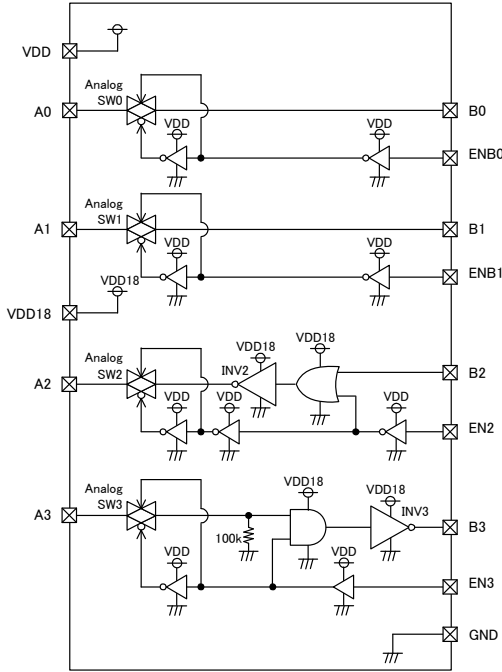 VDD
Analog
SW0
A0
B0
VDD
VDD
ENB0
Analog
SW1
A1
B1
VDD
VDD
ENB1
VDD18
VDD18
Analog
SW2
A2
VDD18
INV2
VDD18
B2
VDD
VDD
VDD
EN2
Analog
SW3
A3
VDD18
VDD18
INV3
B3
100k
VDD
VDD
EN3
GND